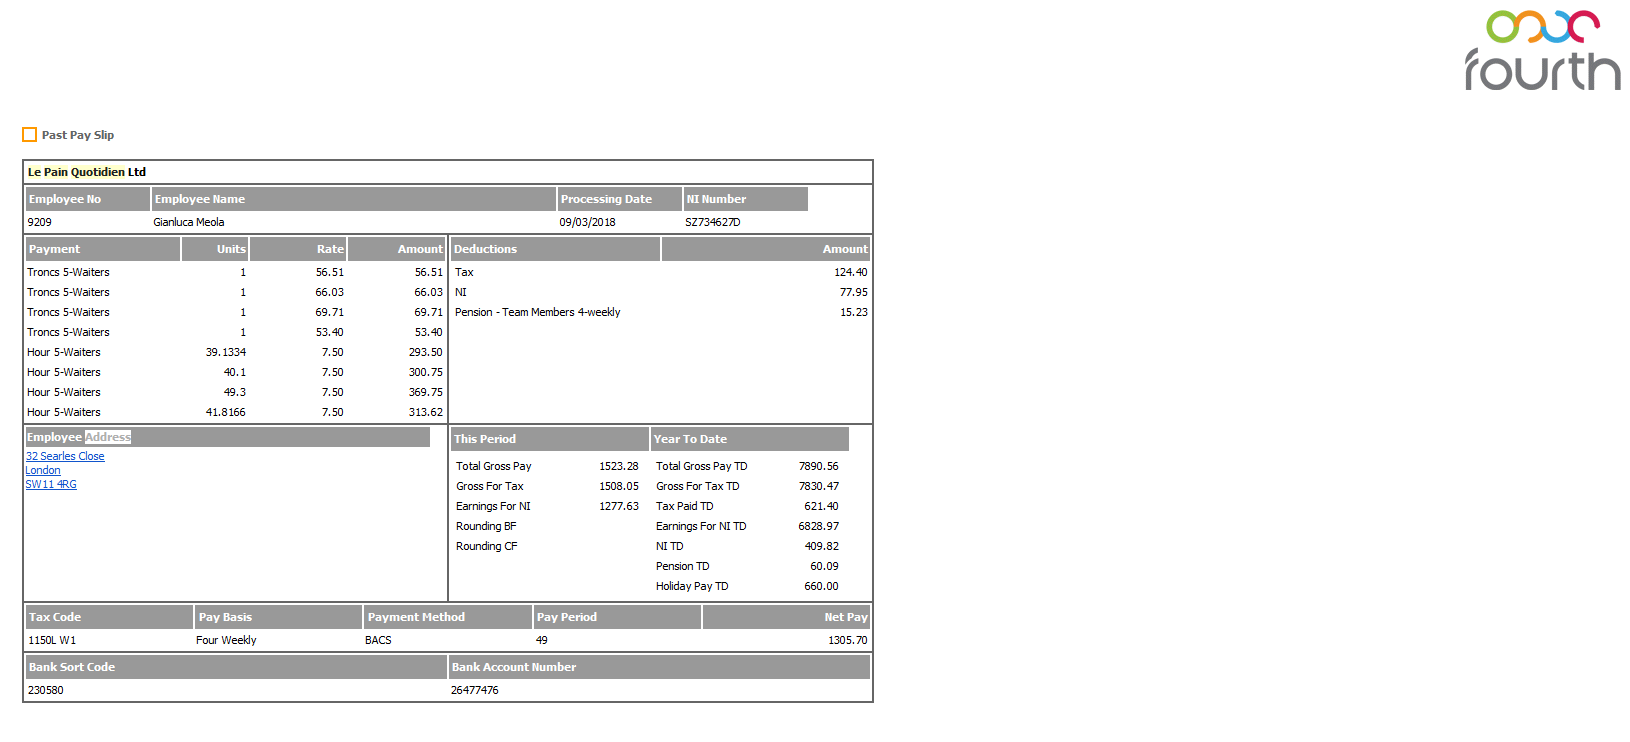 fourth
Past Pay Slip
Le Pain Quotidien Ltd
Employee No Employee Name Processing Date NI Number
9209 Gianluca Meola 09/03/2018 SZ734627D
Payment Units Rate Amount Deductions Amount
Troncs 5-Waiters 1 56.51 56.51 Tax 124.40
Troncs 5-Waiters 1 66.03 66.03 NI 77.95
Troncs 5-Waiters 1 69.71 69.71 Pension - Team Members 4-weekly 15.23
Troncs 5-Waiters 1 53.40 53.40
Hour 5-Waiters 39.1334 7.50 293.50
Hour 5-Waiters 40.1 7.50 300.75
Hour 5-Waiters 49.3 7.50 369.75
Hour 5-Waiters 41.8166 7.50 313.62
Employee Address This Period Year To Date
32 Searles Close
London
SW11 4RG
Total Gross Pay 1523.28 Total Gross Pay TD 7890.56
Gross For Tax 1508.05 Gross For Tax TD 7830.47
Earnings For NI 1277.63 Tax Paid TD 621.40
Rounding BF Earnings For NI TD 6828.97
Rounding CF NI TD 409.82
Pension TD 60.09
Holiday Pay TD 660.00
Tax Code Pay Basis Payment Method Pay Period Net Pay
1150L W1 Four Weekly BACS 49 1305.70
Bank Sort Code Bank Account Number
230580 26477476